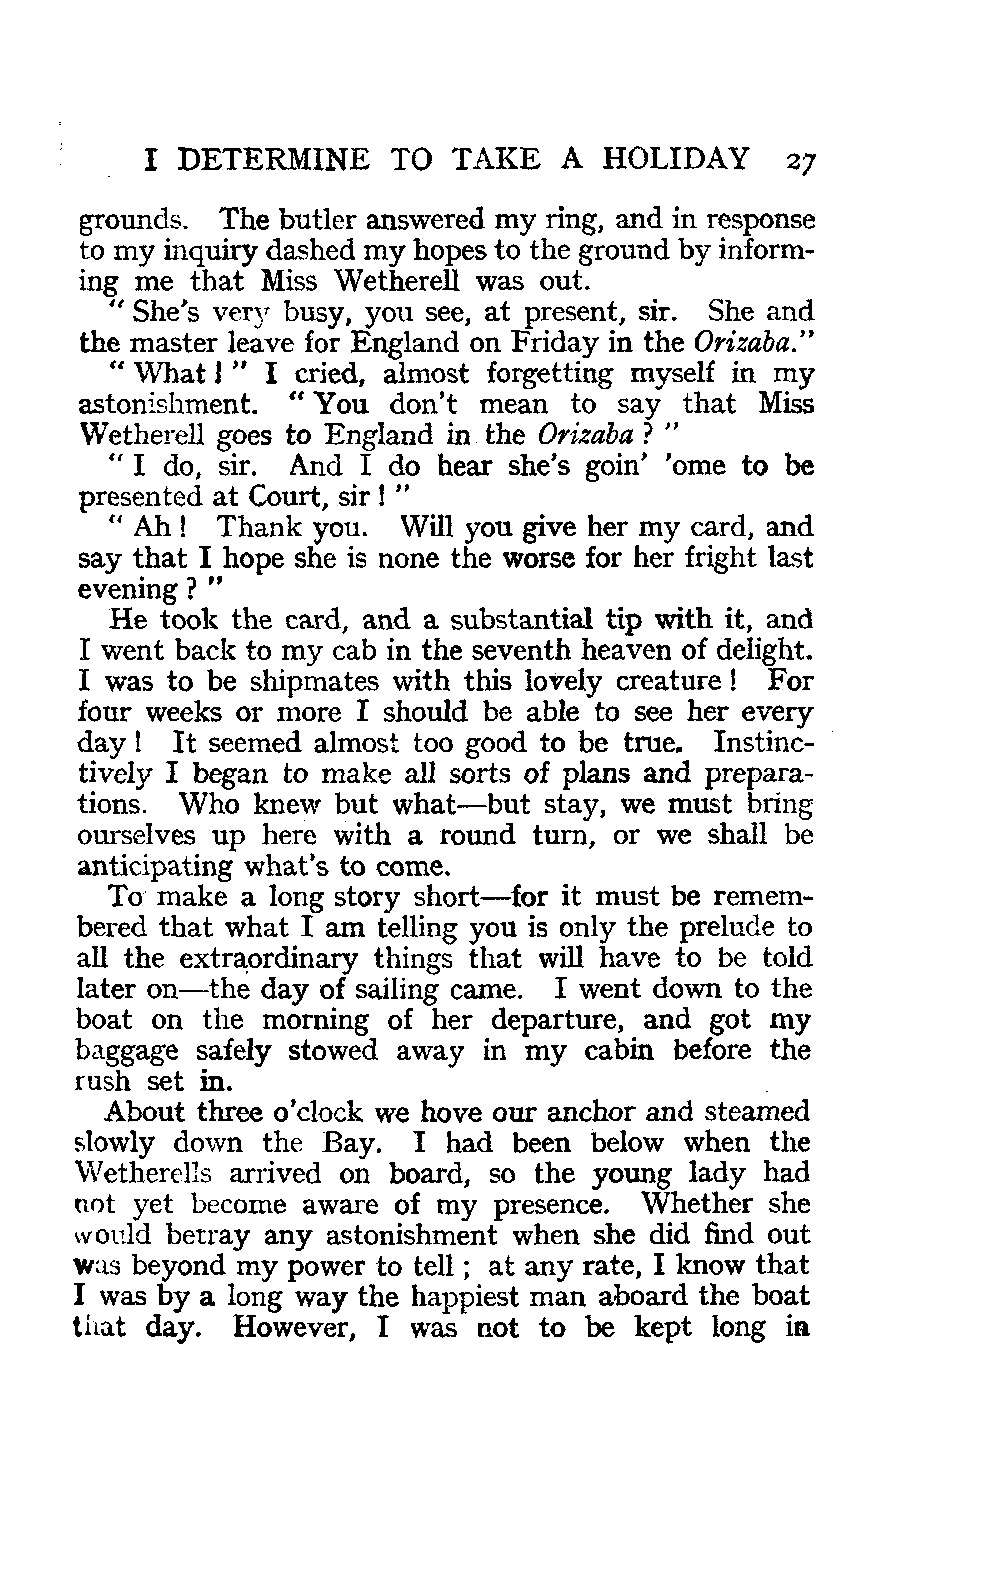 I DETERMINE TO TAKE A HOLIDAY 27
grounds. The butler answered my ring, and in response
to my inquiry dashed my hopes to the ground by inform-
ing me that Miss Wetherell was out.
“ She’s very busy, you see, at present, sir. She and
the master leave for England on Friday in the Orizaba.”
“ What ! ” I cried, almost forgetting myself in my
astonishment. “ You don’t mean to say that Miss
Wetherell goes to England in the Orizaba ? ”
“ I do, sir. And I do hear she’s goin’ ’ome to be
presented at Court, sir ! ”
“ Ah ! Thank you. Will you give her my card, and
say that I hope she is none the worse for her fright last
evening ? ”
He took the card, and a substantial tip with it, and
I went back to my cab in the seventh heaven of delight.
I was to be shipmates with this lovely creature ! For
four weeks or more I should be able to see her every
day ! It seemed almost too good to be true. Instinc-
tively I began to make all sorts of plans and prepara-
tions. Who knew but what—but stay, we must bring
ourselves up here with a round turn, or we shall be
anticipating what’s to come.
To make a long story short—for it must be remem-
bered that what I am telling you is only the prelude to
all the extraordinary things that will have to be told
later on—the day of sailing came. I went down to the
boat on the morning of her departure, and got my
baggage safely stowed away in my cabin before the
rush set in.
About three o’clock we hove our anchor and steamed
slowly down the Bay. I had been below when the
Wetherells arrived on board, so the young lady had
not yet become aware of my presence. Whether she
would betray any astonishment when she did find out
was beyond my power to tell ; at any rate, I know that
I was by a long way the happiest man aboard the boat
that day. However, I was not to be kept long in